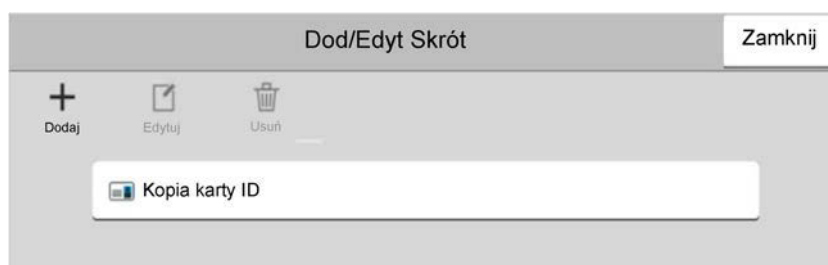 Dod/Edyt Skrót
Zamknij
Dodaj
Edytuj
Usuń
Kopia karty ID